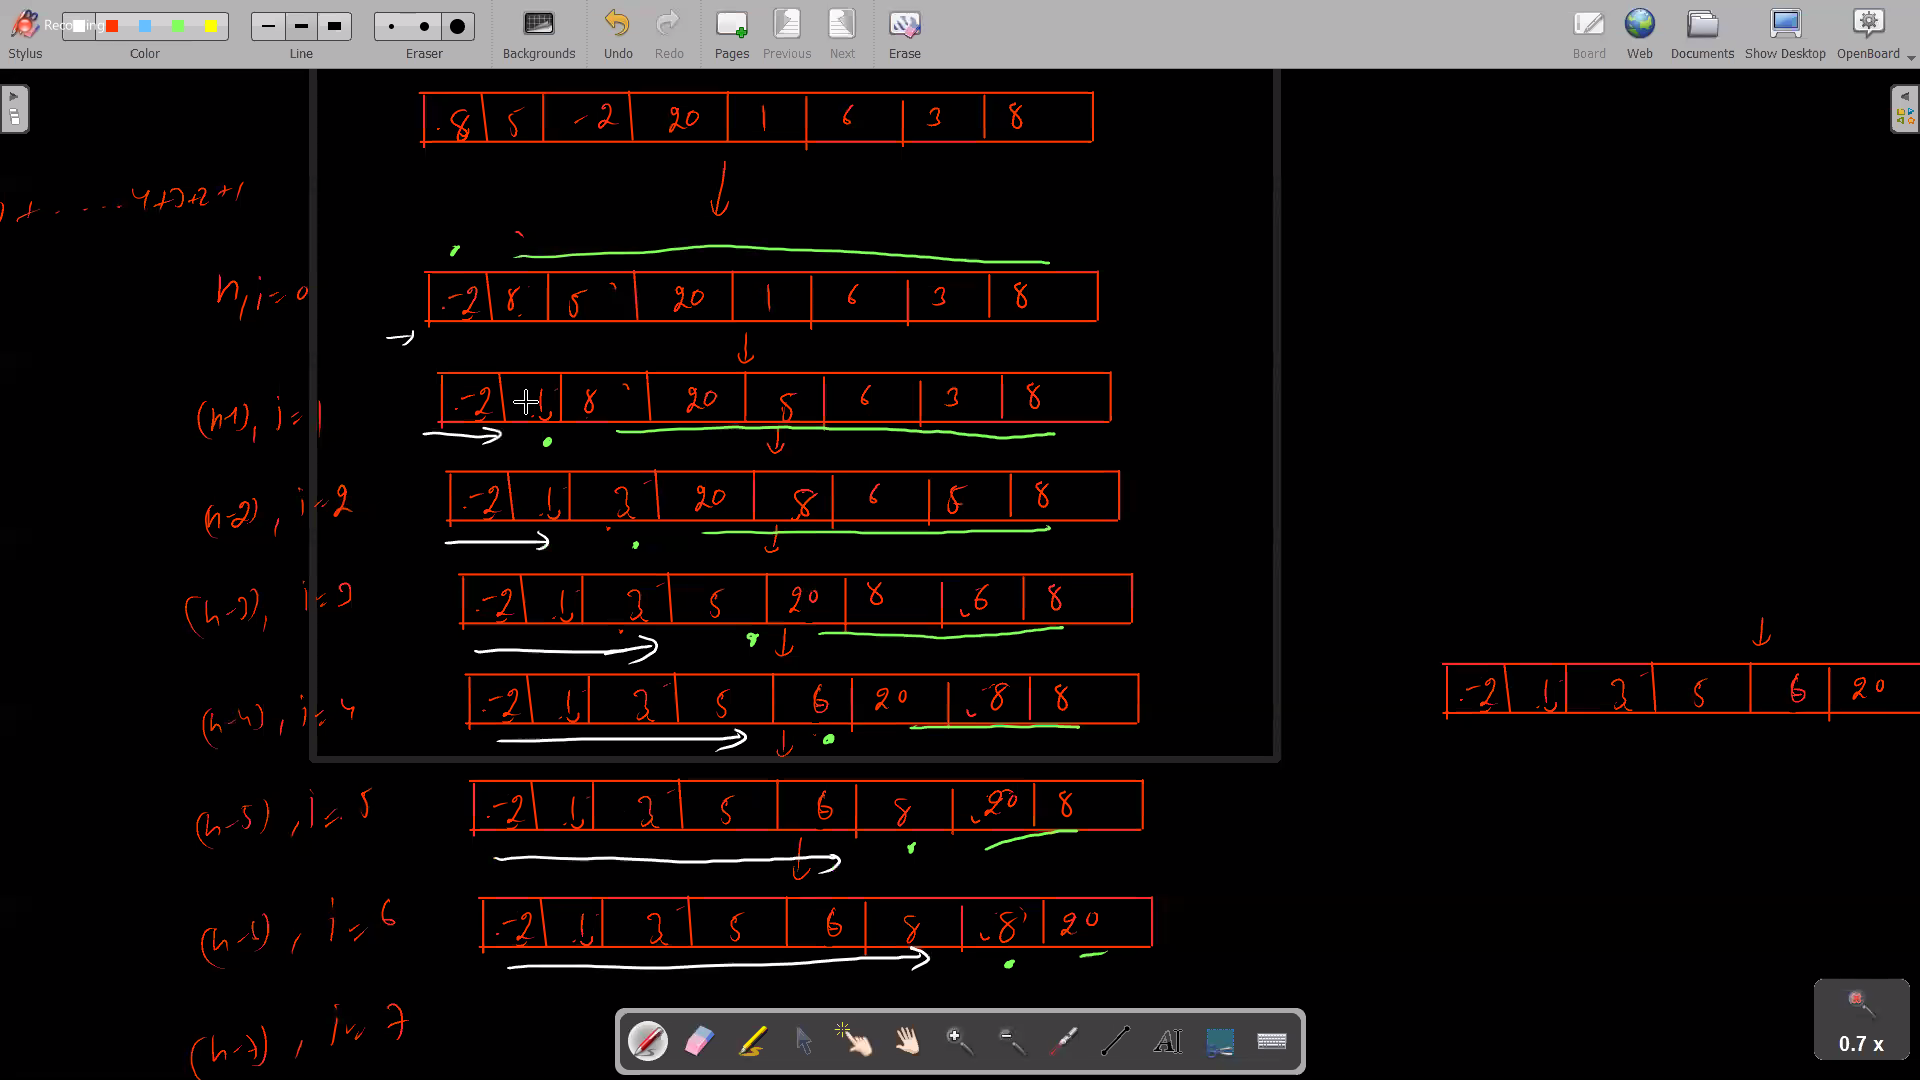 Recording
Stylus Color Line Eraser Backgrounds Undo Redo Pages Previous Next Erase Board Web Documents Show Desktop OpenBoard
8 5 -2 20 1 6 3 8
+ ..... 4+3+2+1
n, i=0 -2 8 5 20 1 6 3 8
(n-1), i=1 -2 1 8 20 5 6 3 8
(n-2), i=2 -2 1 3 20 8 6 5 8
(n-3), i=3 -2 1 3 5 20 8 6 8
(n-4), i=4 -2 1 3 5 6 20 8 8
-2 1 3 5 6 20
(n-5), i=5 -2 1 3 5 6 8 20 8
i=6 -2 1 3 5 6 8 8 20
(n-7), i=7
0.7 x